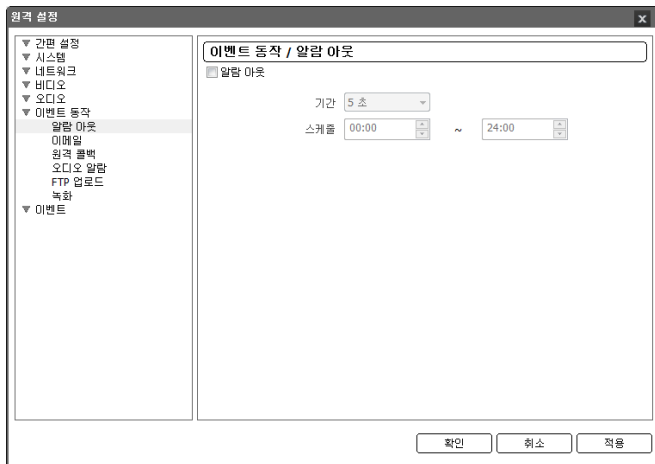 원격 설정
간편 설정
시스템
네트워크
비디오
오디오
이벤트 동작
알람 아웃
이메일
원격 콜백
오디오 알람
FTP 업로드
녹화
이벤트
이벤트 동작 / 알람 아웃
알람 아웃
기간 5 초
스케줄 00:00 ~ 24:00
확인 취소 적용